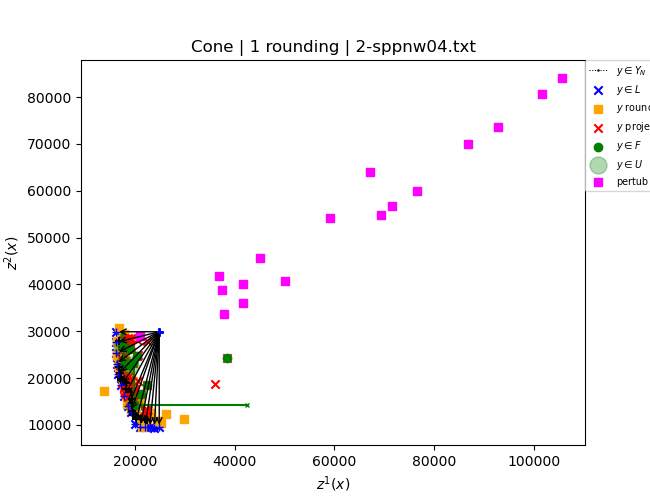 Cone | 1 rounding | 2-sppnw04.txt
z²(x)
80000
70000
60000
50000
40000
30000
20000
10000
20000
40000
60000
80000
100000
z¹(x)
y ∈ Y_N
y ∈ L
y roun
y proje
y ∈ F
y ∈ U
pertub